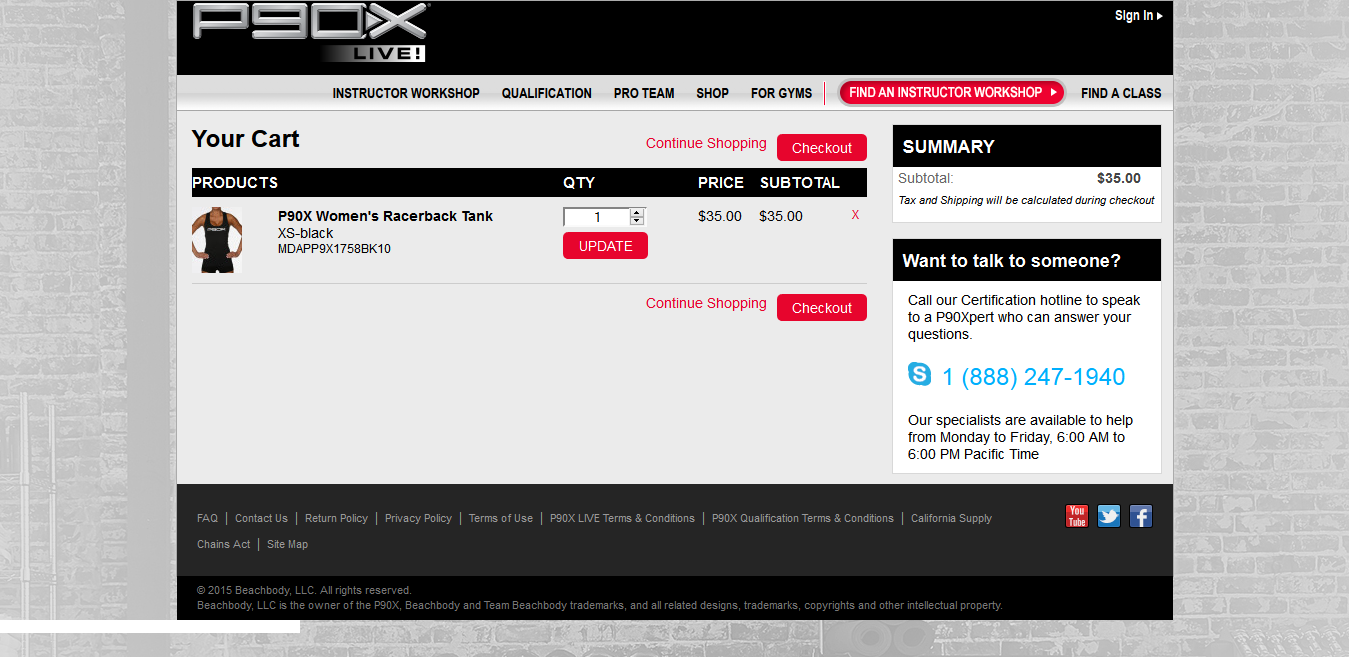 P90X
LIVE!
Sign In
INSTRUCTOR WORKSHOP QUALIFICATION PRO TEAM SHOP FOR GYMS FIND AN INSTRUCTOR WORKSHOP FIND A CLASS
Your Cart
Continue Shopping Checkout
PRODUCTS QTY PRICE SUBTOTAL
P90X Women's Racerback Tank 1 $35.00 $35.00 X
XS-black
MDAPP9X1758BK10
UPDATE
P90X
Continue Shopping Checkout
SUMMARY
Subtotal: $35.00
Tax and Shipping will be calculated during checkout
Want to talk to someone?
Call our Certification hotline to speak
to a P90Xpert who can answer your
questions.
S 1 (888) 247-1940
Our specialists are available to help
from Monday to Friday, 6:00 AM to
6:00 PM Pacific Time
FAQ | Contact Us | Return Policy | Privacy Policy | Terms of Use | P90X LIVE Terms & Conditions | P90X Qualification Terms & Conditions | California Supply
Chains Act | Site Map
You
Tube
f
© 2015 Beachbody, LLC. All rights reserved.
Beachbody, LLC is the owner of the P90X, Beachbody and Team Beachbody trademarks, and all related designs, trademarks, copyrights and other intellectual property.